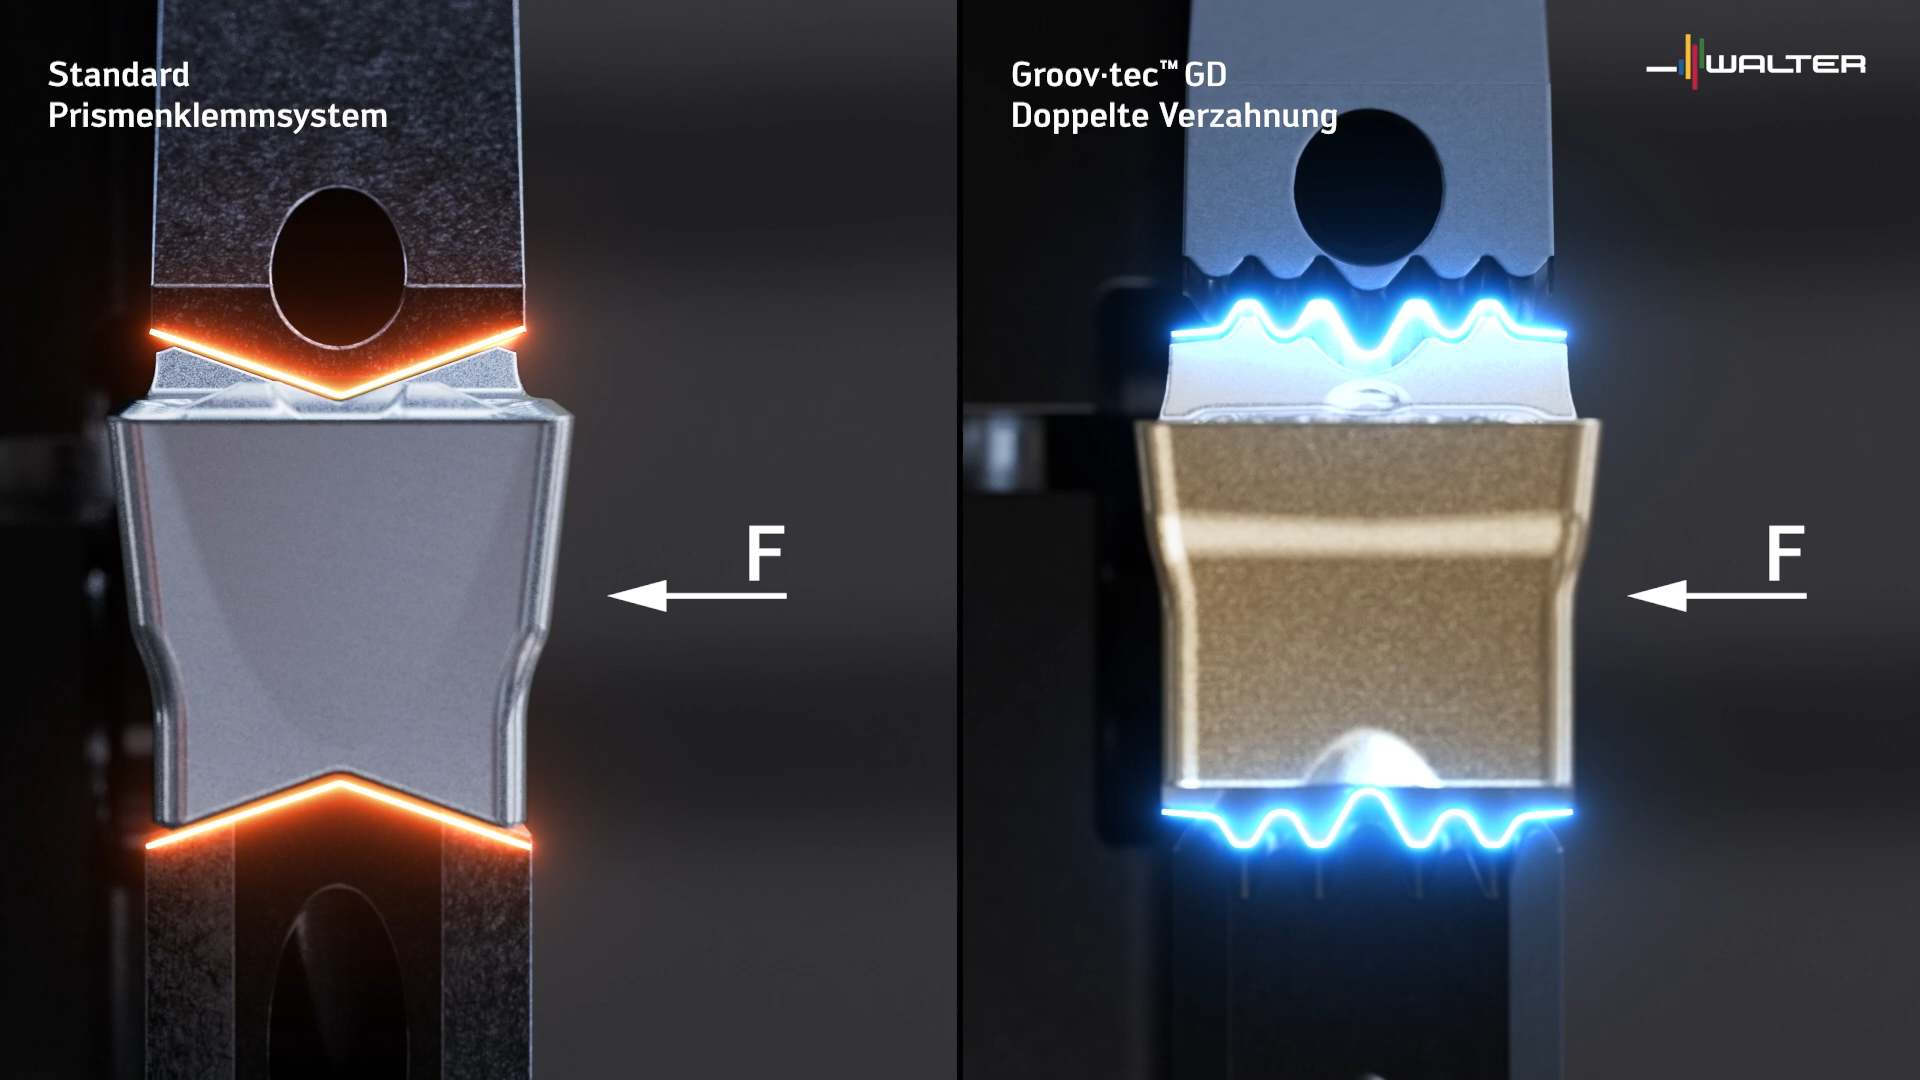 Standard
Prismenklemmsystem
Groov·tec™ GD
Doppelte Verzahnung
WALTER
F
F